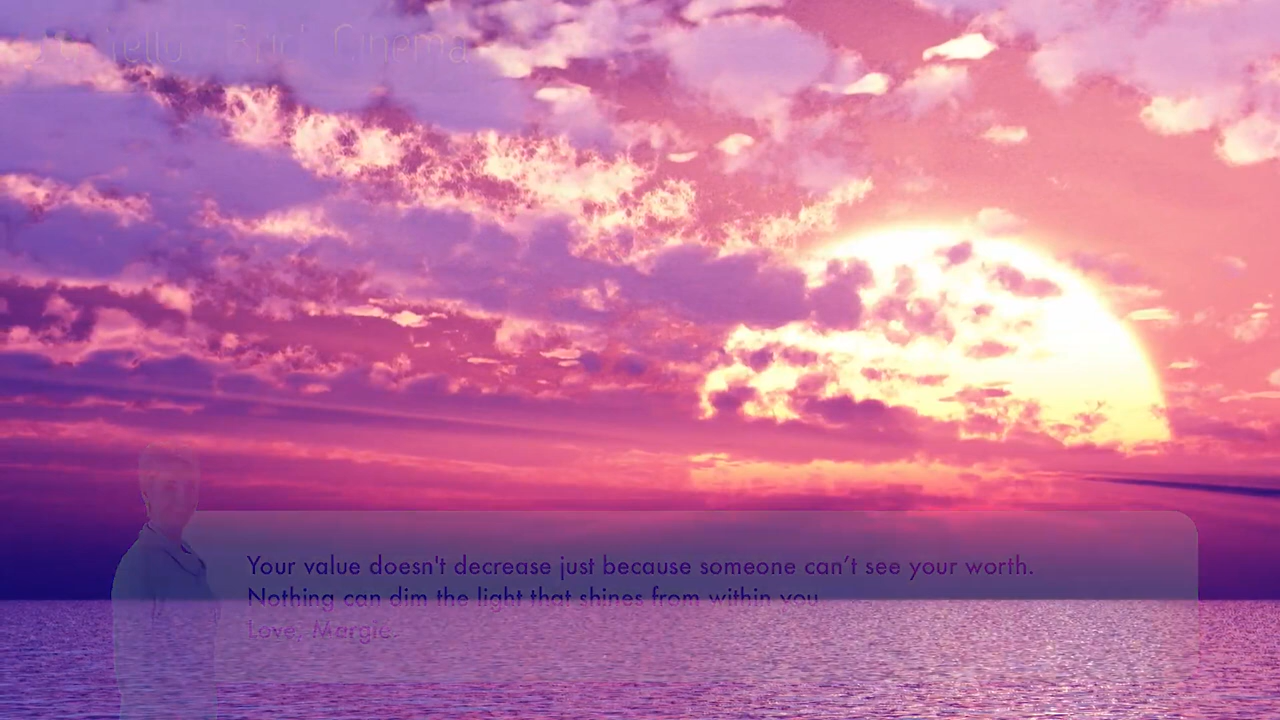 Cinema
Your value doesn't decrease just because someone can’t see your worth.
Nothing can dim the light that shines from within you
Love, Margie.